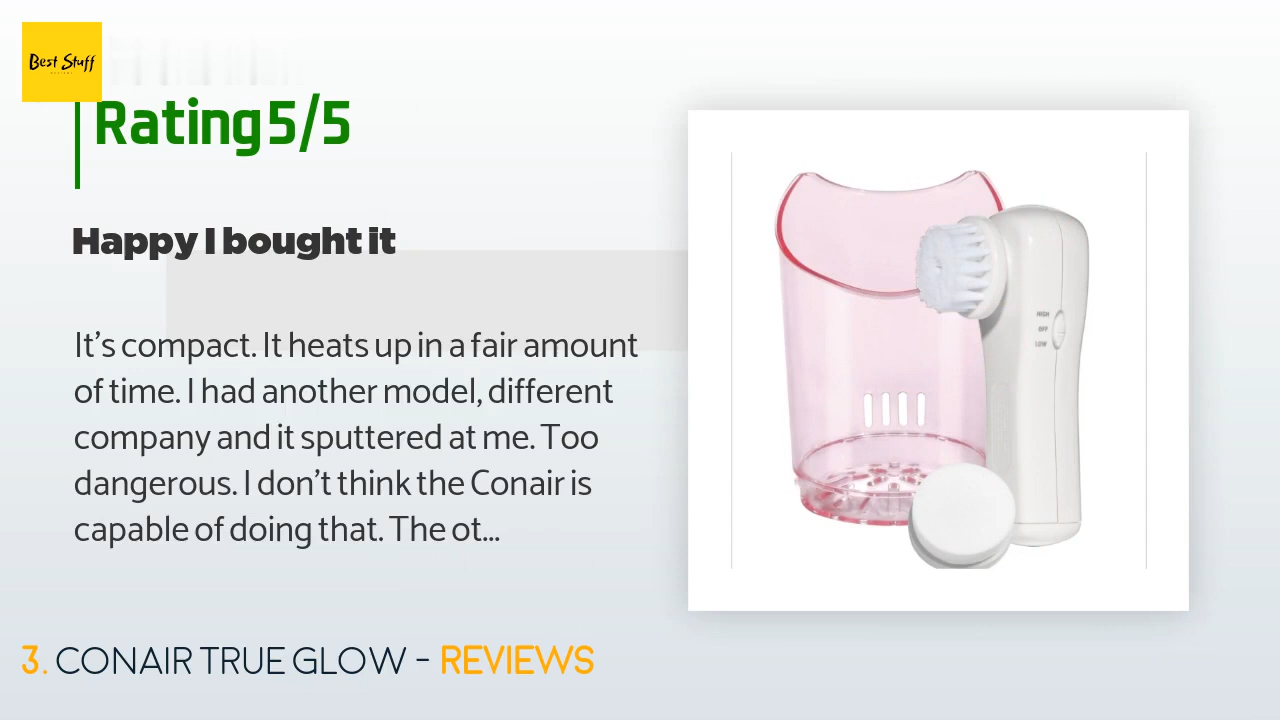 Best Stuff
Rating 5/5
Happy I bought it
It's compact. It heats up in a fair amount
of time. I had another model, different
company and it sputtered at me. Too
dangerous. I don't think the Conair is
capable of doing that. The ot...
HIGH
OFF
LOW
3. CONAIR TRUE GLOW - REVIEWS